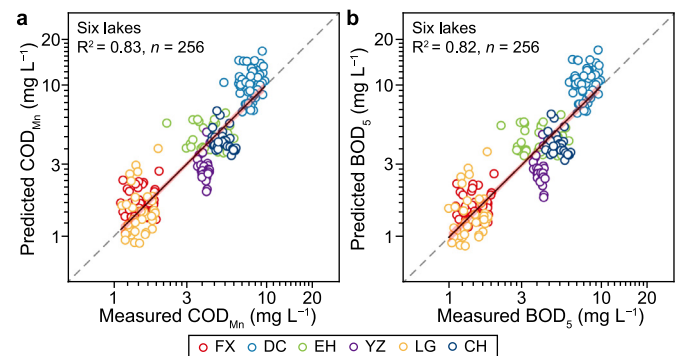 a
Six lakes
R² = 0.83, n = 256
20
10
3
1
Predicted COD_Mn (mg L⁻¹)
1 3 10 20
Measured COD_Mn (mg L⁻¹)
b
Six lakes
R² = 0.82, n = 256
20
10
3
1
Predicted BOD₅ (mg L⁻¹)
1 3 10 20
Measured BOD₅ (mg L⁻¹)
FX DC EH YZ LG CH